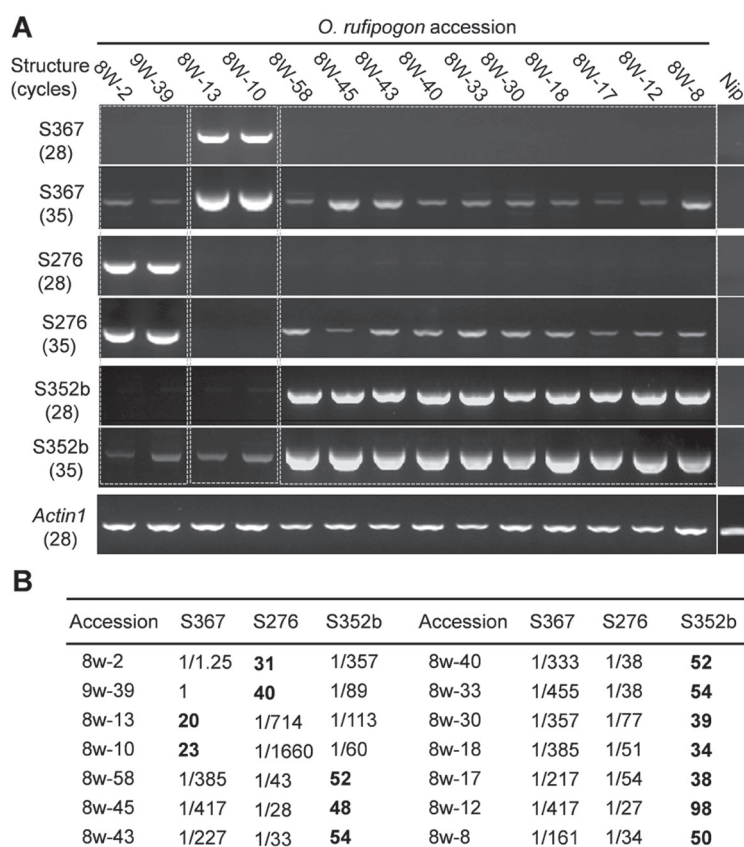 A
O. rufipogon accession
Structure
(cycles)
8W-2 9W-39 8W-13 8W-10 8W-58 8W-45 8W-43 8W-40 8W-33 8W-30 8W-18 8W-17 8W-12 8W-8 Nip
S367
(28)
S367
(35)
S276
(28)
S276
(35)
S352b
(28)
S352b
(35)
Actin1
(28)
B
Accession S367 S276 S352b Accession S367 S276 S352b
8w-2 1/1.25 31 1/357 8w-40 1/333 1/38 52
9w-39 1 40 1/89 8w-33 1/455 1/38 54
8w-13 20 1/714 1/113 8w-30 1/357 1/77 39
8w-10 23 1/1660 1/60 8w-18 1/385 1/51 34
8w-58 1/385 1/43 52 8w-17 1/217 1/54 38
8w-45 1/417 1/28 48 8w-12 1/417 1/27 98
8w-43 1/227 1/33 54 8w-8 1/161 1/34 50